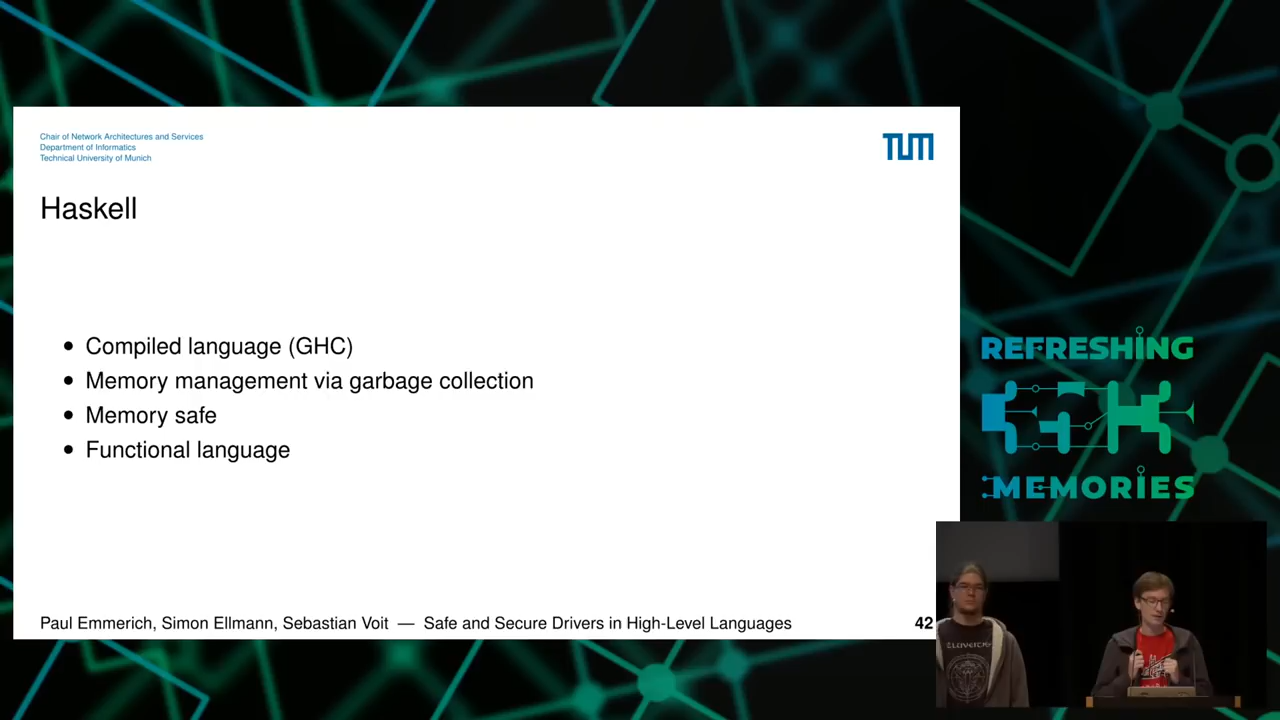 Chair of Network Architectures and Services
Department of Informatics
Technical University of Munich
TUM
Haskell
• Compiled language (GHC)
• Memory management via garbage collection
• Memory safe
• Functional language
Paul Emmerich, Simon Ellmann, Sebastian Voit — Safe and Secure Drivers in High-Level Languages
42
REFRESHING
MEMORIES
ELUVEITIE